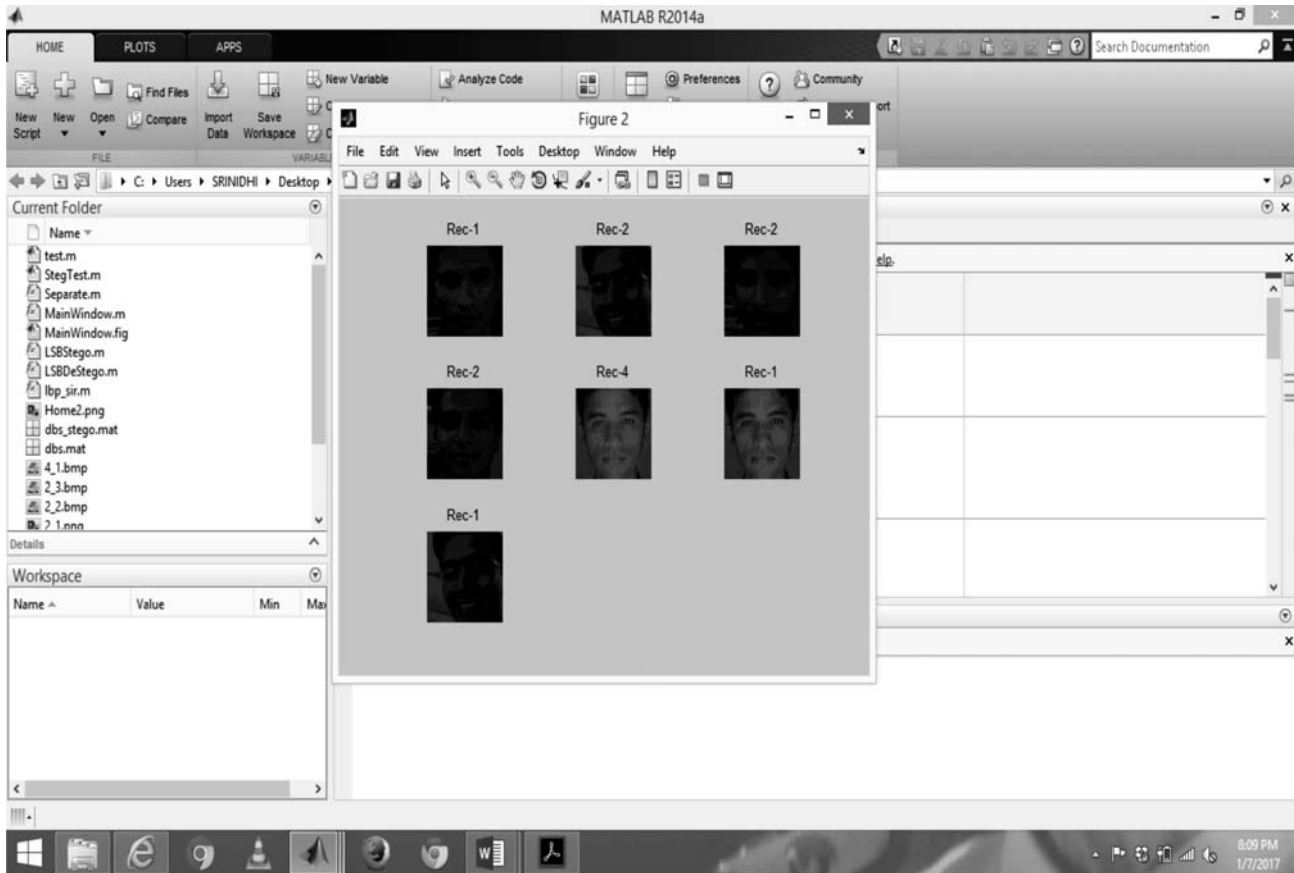 MATLAB R2014a
HOME PLOTS APPS
Search Documentation
New Script
New
Open
Find Files
Compare
Import Data
Save Workspace
New Variable
Analyze Code
Preferences
Community
FILE
C: Users SRINIDHI Desktop
Current Folder
Name
test.m
StegTest.m
Separate.m
MainWindow.m
MainWindow.fig
LSBStego.m
LSBDeStego.m
lbp_sir.m
Home2.png
dbs_stego.mat
dbs.mat
4_1.bmp
2_3.bmp
2_2.bmp
2_1.png
Details
Workspace
Name Value Min
Figure 2
File Edit View Insert Tools Desktop Window Help
Rec-1 Rec-2 Rec-2
Rec-2 Rec-4 Rec-1
Rec-1
8:09 PM
1/7/2017